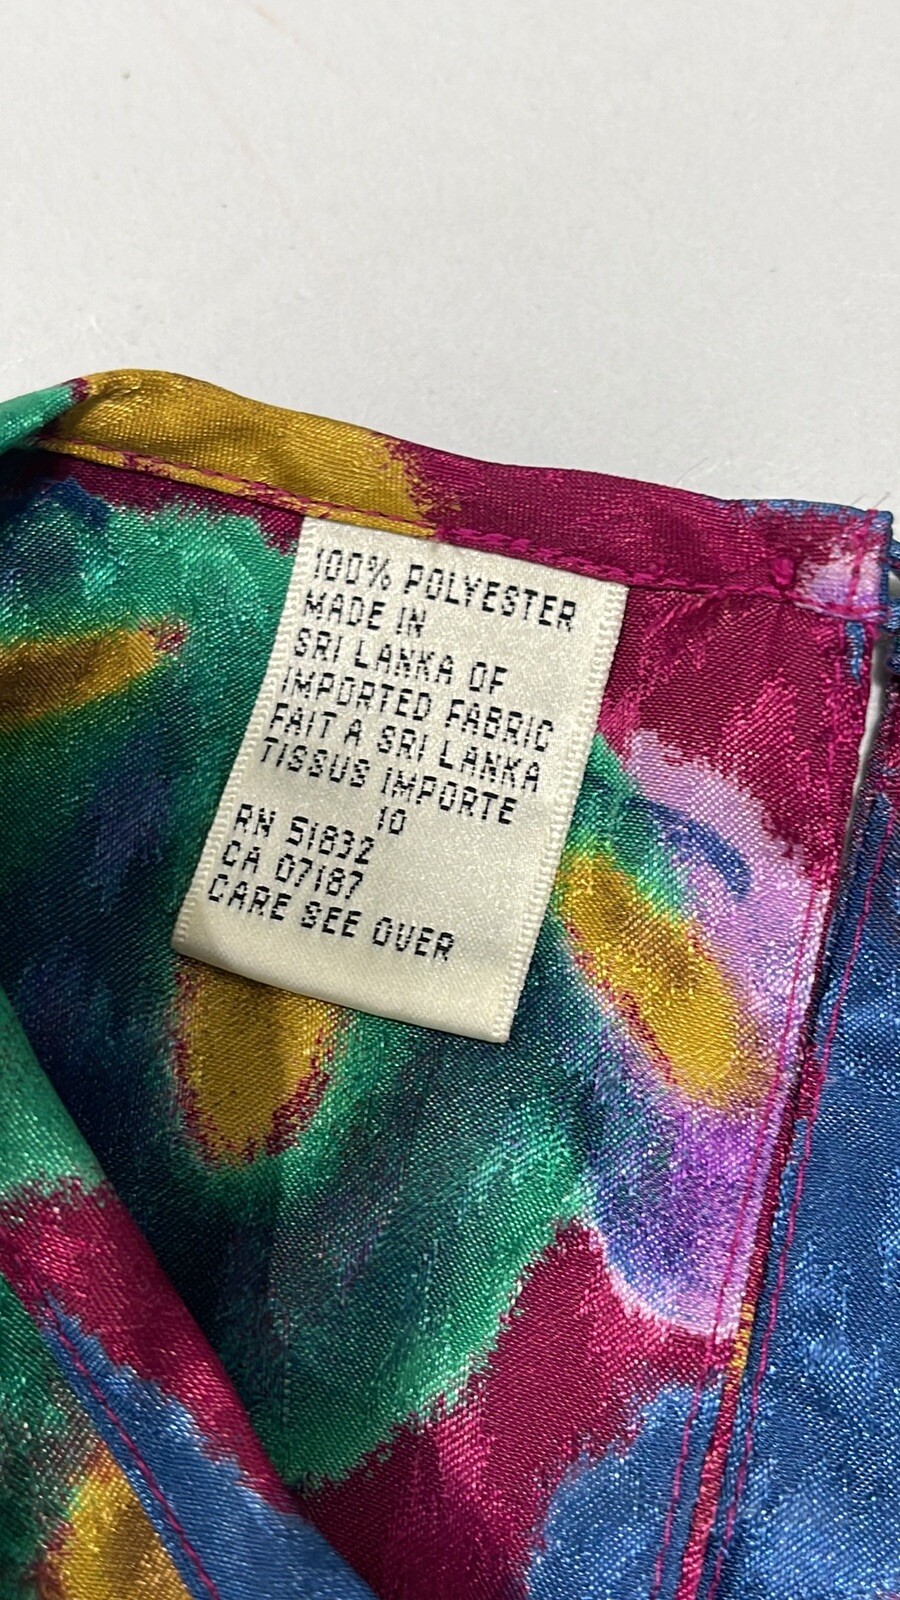 100% POLYESTER
MADE IN
SRI LANKA OF
IMPORTED FABRIC
FAIT A SRI LANKA
TISSUS IMPORTE
10
RN 51832
CA 07187
CARE SEE OVER